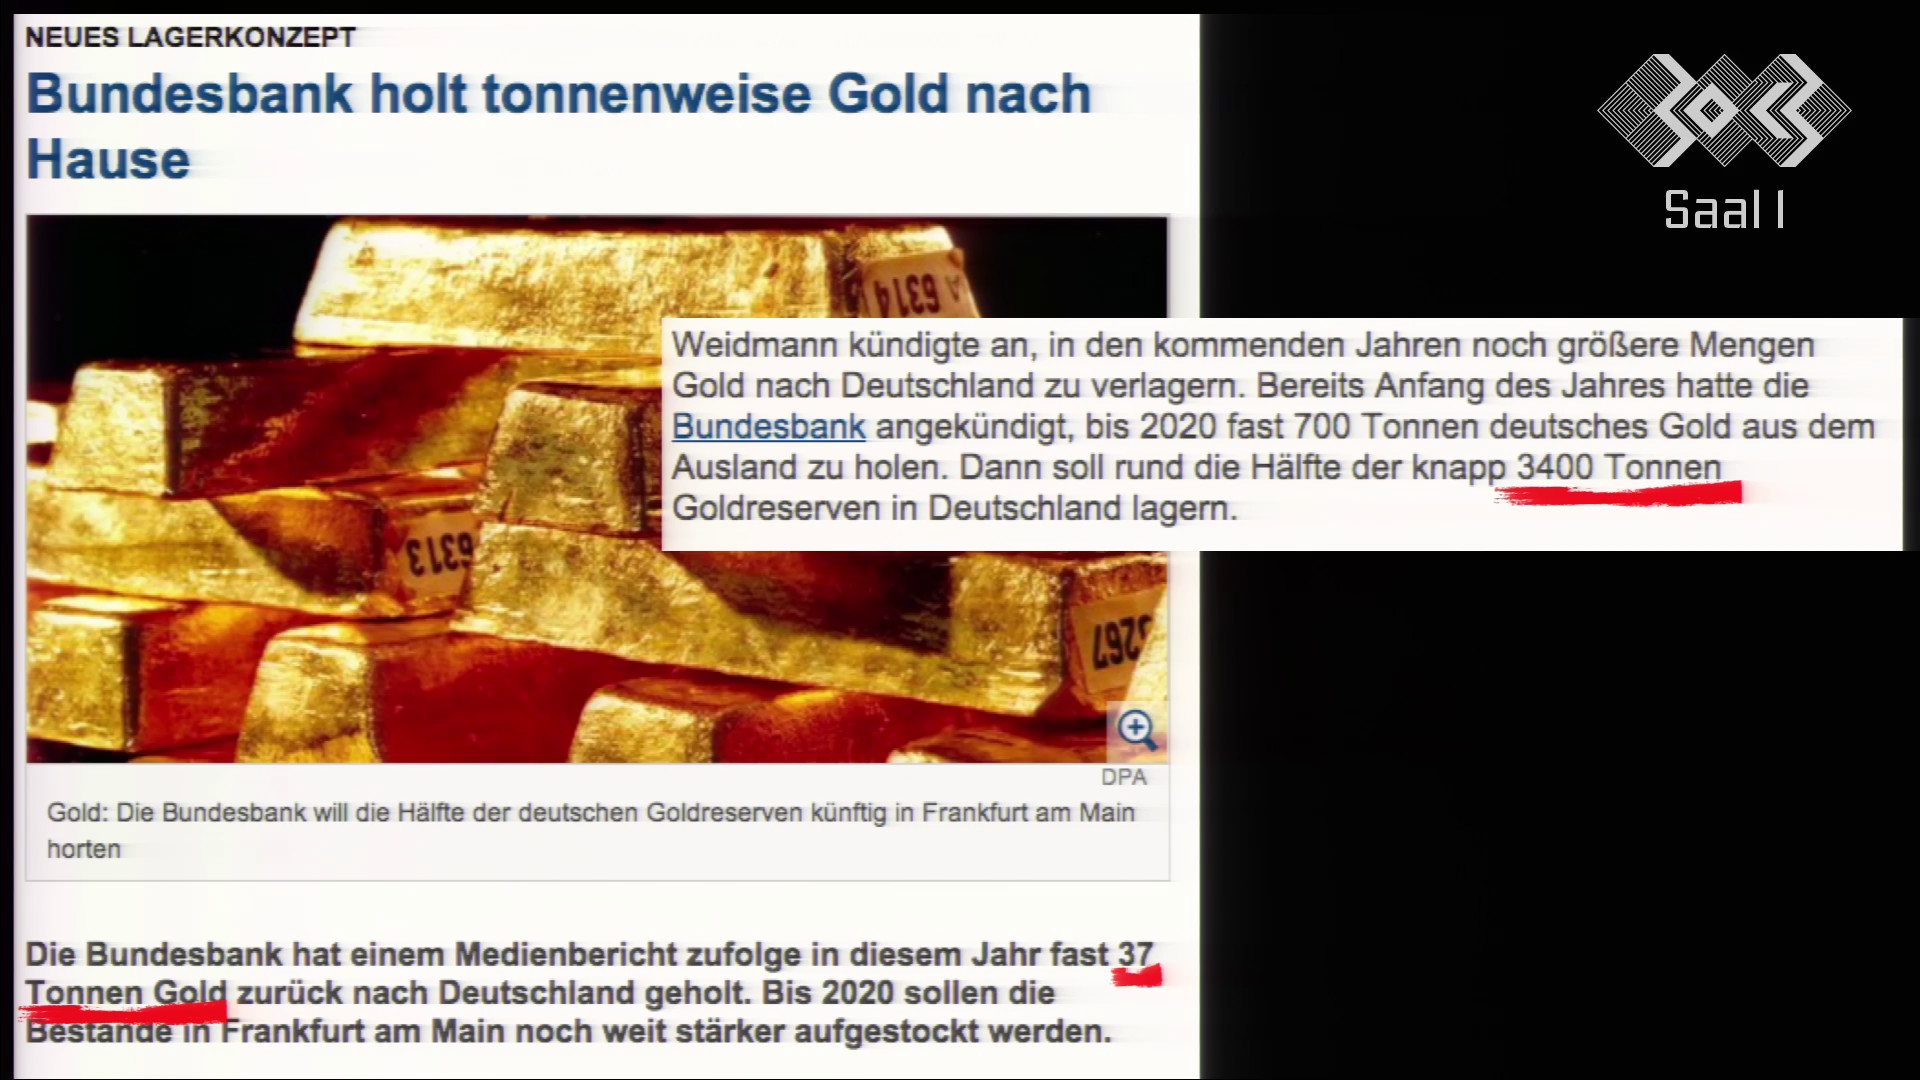 NEUES LAGERKONZEPT
Bundesbank holt tonnenweise Gold nach
Hause
Saal 1
A 6314
Weidmann kündigte an, in den kommenden Jahren noch größere Mengen
Gold nach Deutschland zu verlagern. Bereits Anfang des Jahres hatte die
Bundesbank angekündigt, bis 2020 fast 700 Tonnen deutsches Gold aus dem
Ausland zu holen. Dann soll rund die Hälfte der knapp 3400 Tonnen
Goldreserven in Deutschland lagern.
6313
DPA
Gold: Die Bundesbank will die Hälfte der deutschen Goldreserven künftig in Frankfurt am Main
horten
Die Bundesbank hat einem Medienbericht zufolge in diesem Jahr fast 37
Tonnen Gold zurück nach Deutschland geholt. Bis 2020 sollen die
Bestände in Frankfurt am Main noch weit stärker aufgestockt werden.